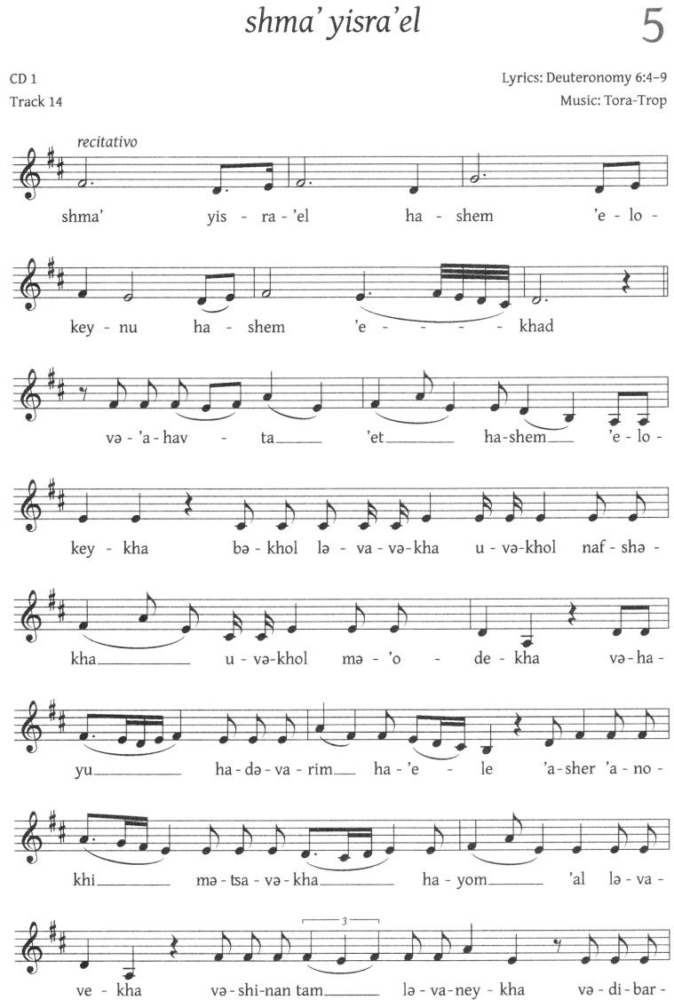 shma’ yisra’el
5
CD 1
Lyrics: Deuteronomy 6:4–9
Track 14
Music: Tora-Trop
recitativo
shma’ yis - ra - ’el ha - shem ’e - lo -
key - nu ha - shem ’e - - - - khad
və - ’a - hav - ta ’et ha-shem ’e - lo -
key - kha bə - khol lə - va - və-kha u - və-khol naf - shə -
kha u - və-khol mə - ’o - de - kha və-ha-
yu ha-də-va-rim ha-’e - le ’a-sher ’a-no-
khi mə-tsa-və-kha ha-yom ’al lə-va-
3
ve - kha və-shi-nan tam lə-va-ney-kha və-di-bar-